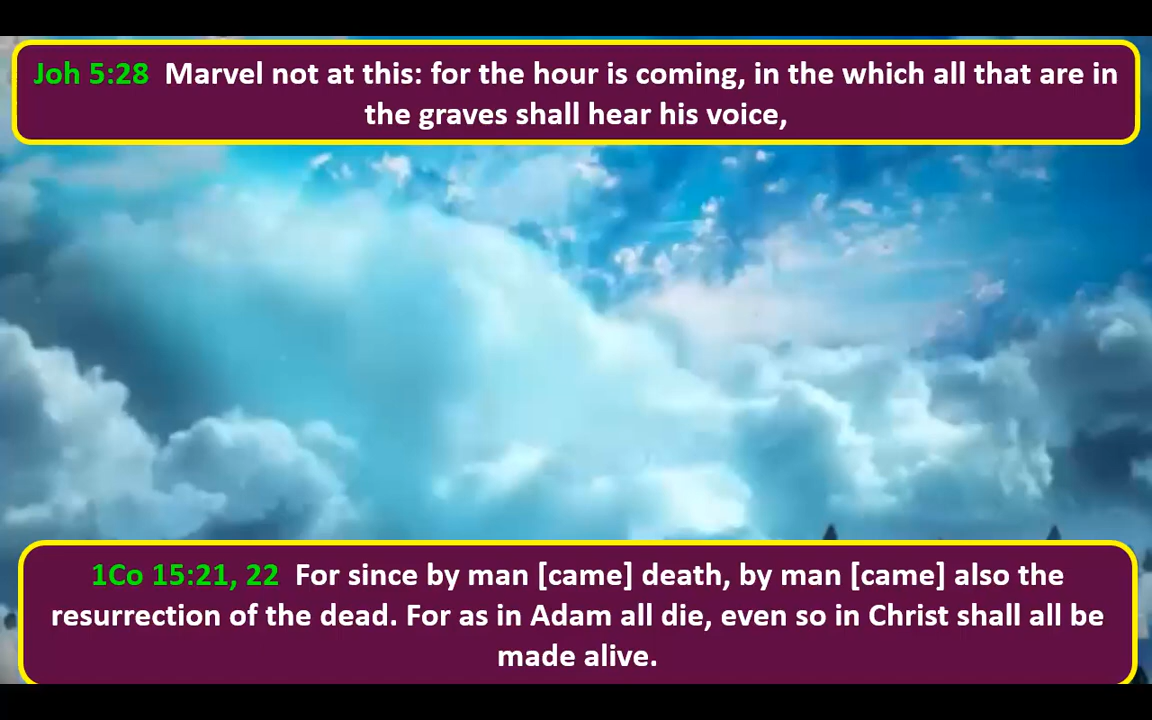 Joh 5:28 Marvel not at this: for the hour is coming, in the which all that are in
the graves shall hear his voice,
1Co 15:21, 22 For since by man [came] death, by man [came] also the
resurrection of the dead. For as in Adam all die, even so in Christ shall all be
made alive.